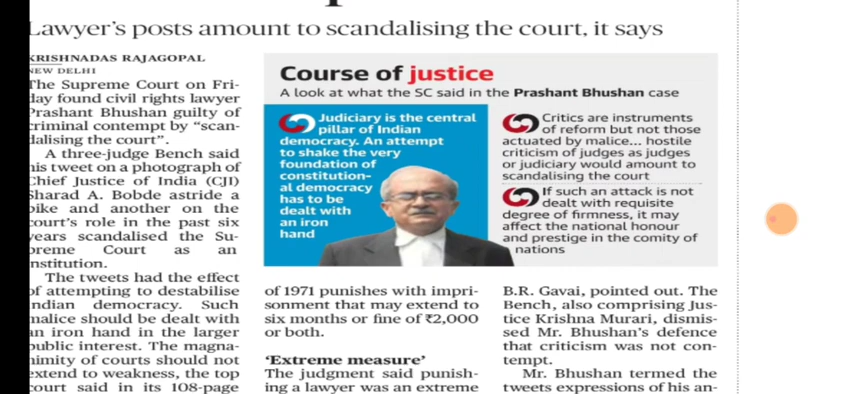 Lawyer's posts amount to scandalising the court, it says
KRISHNADAS RAJAGOPAL
NEW DELHI
The Supreme Court on Fri-
day found civil rights lawyer
Prashant Bhushan guilty of
criminal contempt by “scan-
dalising the court”.
A three-judge Bench said
his tweet on a photograph of
Chief Justice of India (CJI)
Sharad A. Bobde astride a
bike and another on the
court's role in the past six
years scandalised the Su-
preme Court as an
institution.
The tweets had the effect
of attempting to destabilise
Indian democracy. Such
malice should be dealt with
an iron hand in the larger
public interest. The magna-
nimity of courts should not
extend to weakness, the top
court said in its 108-page
Course of justice
A look at what the SC said in the Prashant Bhushan case
Judiciary is the central
pillar of Indian
democracy. An attempt
to shake the very
foundation of
constitution-
al democracy
has to be
dealt with
an iron
hand
Critics are instruments
of reform but not those
actuated by malice... hostile
criticism of judges as judges
or judiciary would amount to
scandalising the court
If such an attack is not
dealt with requisite
degree of firmness, it may
affect the national honour
and prestige in the comity of
nations
of 1971 punishes with impri-
sonment that may extend to
six months or fine of ₹2,000
or both.
‘Extreme measure’
The judgment said punish-
ing a lawyer was an extreme
B.R. Gavai, pointed out. The
Bench, also comprising Jus-
tice Krishna Murari, dismis-
sed Mr. Bhushan's defence
that criticism was not con-
tempt.
Mr. Bhushan termed the
tweets expressions of his an-